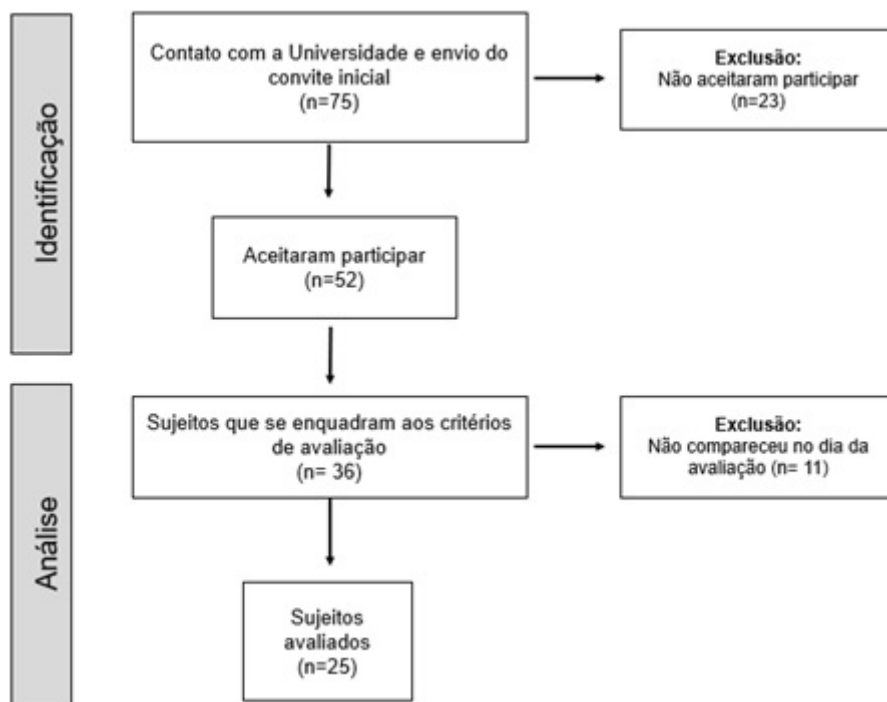 Identificação
Contato com a Universidade e envio do
convite inicial
(n=75)
Exclusão:
Não aceitaram participar
(n=23)
Aceitaram participar
(n=52)
Análise
Sujeitos que se enquadram aos critérios
de avaliação
(n= 36)
Exclusão:
Não compareceu no dia da
avaliação (n= 11)
Sujeitos
avaliados
(n=25)